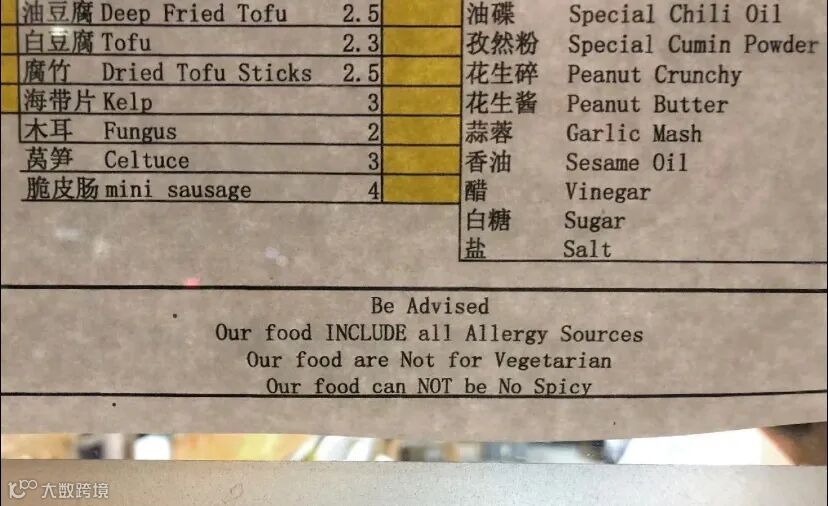 油豆腐 Deep Fried Tofu 2.5
白豆腐 Tofu 2.3
腐竹 Dried Tofu Sticks 2.5
海带片 Kelp 3
木耳 Fungus 2
莴笋 Celtuce 3
脆皮肠 mini sausage 4
油碟 Special Chili Oil
孜然粉 Special Cumin Powder
花生碎 Peanut Crunchy
花生酱 Peanut Butter
蒜蓉 Garlic Mash
香油 Sesame Oil
醋 Vinegar
白糖 Sugar
盐 Salt
Be Advised
Our food INCLUDE all Allergy Sources
Our food are Not for Vegetarian
Our food can NOT be No Spicy
大数跨境